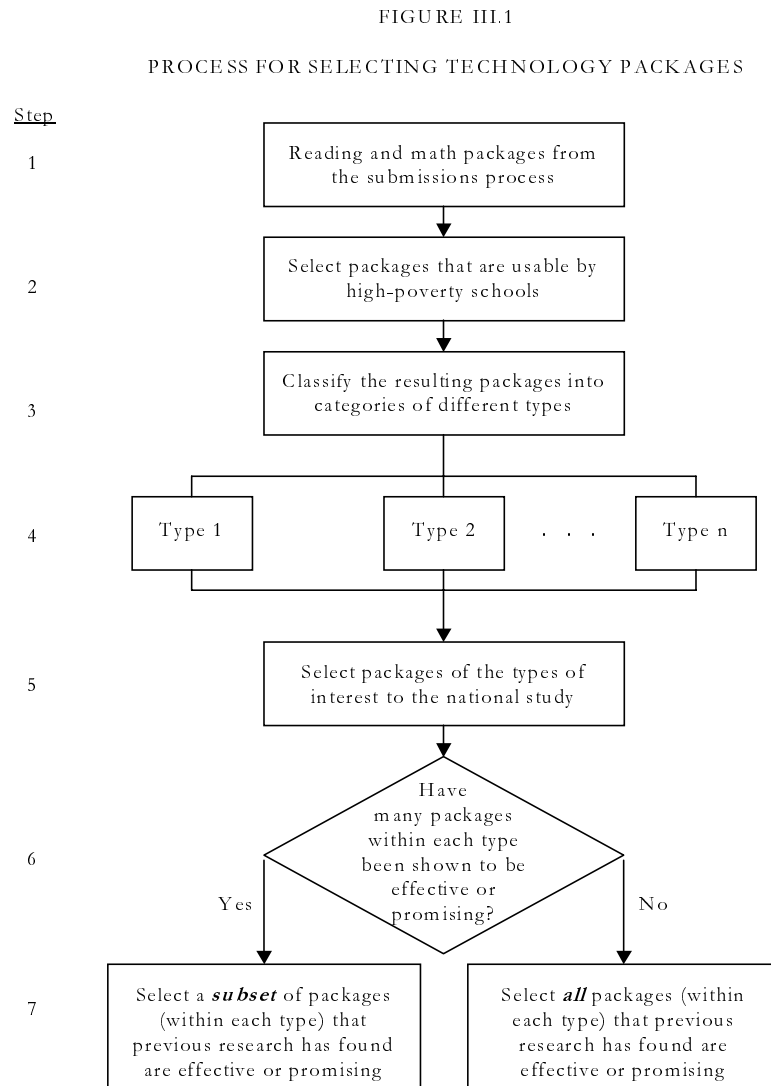 FIGURE III.1
PROCESS FOR SELECTING TECHNOLOGY PACKAGES
Step
1
Reading and math packages from
the submissions process
2
Select packages that are usable by
high-poverty schools
3
Classify the resulting packages into
categories of different types
4
Type 1
Type 2
. . .
Type n
5
Select packages of the types of
interest to the national study
6
Have
many packages
within each type
been shown to be
effective or
promising?
Yes
No
7
Select a subset of packages
(within each type) that
previous research has found
are effective or promising
Select all packages (within
each type) that previous
research has found are
effective or promising